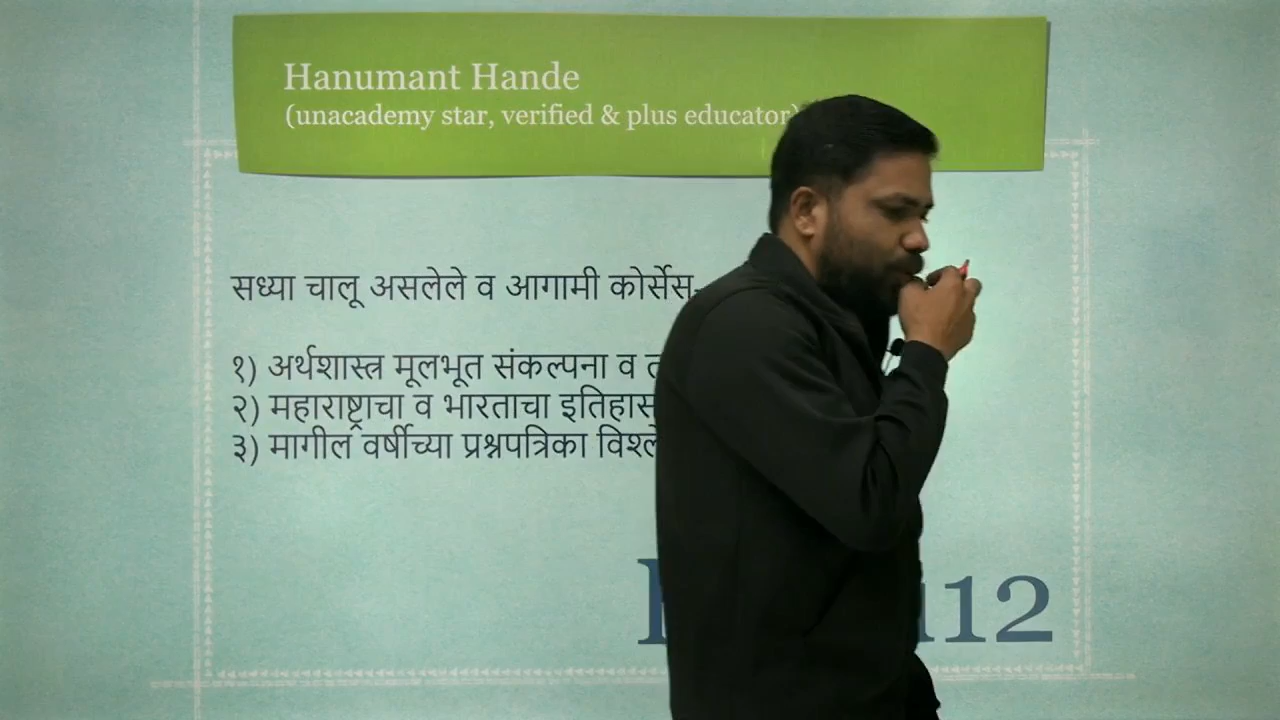 Hanumant Hande
(unacademy star, verified & plus educator)
सध्या चालू असलेले व आगामी कोर्सेस-
१) अर्थशास्त्र मूलभूत संकल्पना व
२) महाराष्ट्राचा व भारताचा इतिहास
३) मागील वर्षीच्या प्रश्नपत्रिका